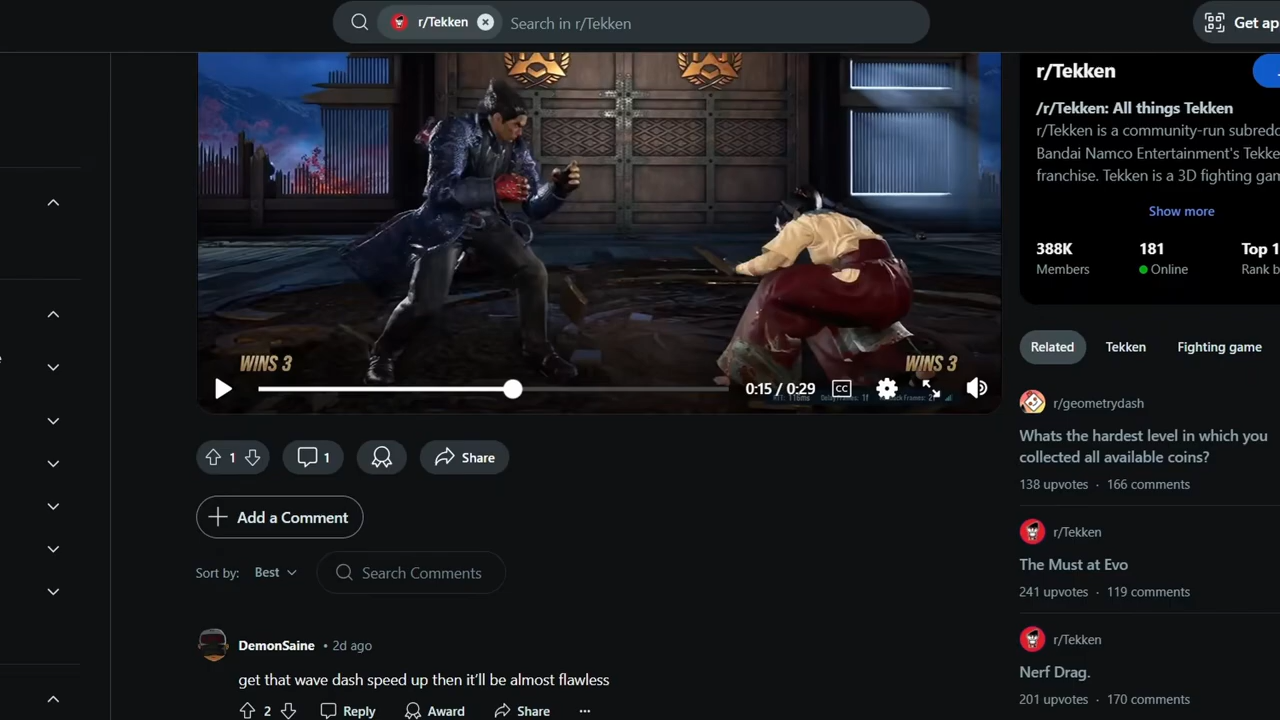 r/Tekken
Search in r/Tekken
Get ap
WINS 3
WINS 3
0:15 / 0:29
CC
1
1
Share
Add a Comment
Sort by:
Best
Search Comments
DemonSaine • 2d ago
get that wave dash speed up then it'll be almost flawless
2
Reply
Award
Share
r/Tekken
/r/Tekken: All things Tekken
r/Tekken is a community-run subredd
Bandai Namco Entertainment's Tekke
franchise. Tekken is a 3D fighting gam
Show more
388K
181
Top 1
Members
Online
Rank b
Related
Tekken
Fighting game
r/geometrydash
Whats the hardest level in which you
collected all available coins?
138 upvotes · 166 comments
r/Tekken
The Must at Evo
241 upvotes · 119 comments
r/Tekken
Nerf Drag.
201 upvotes · 170 comments